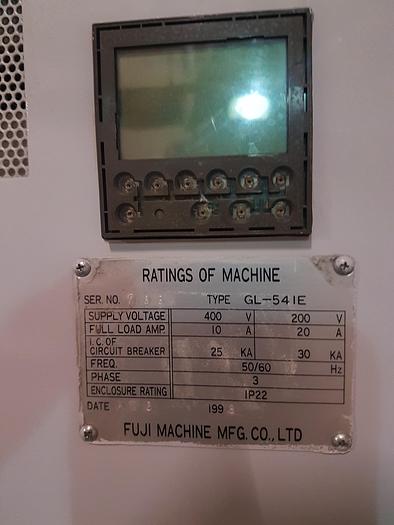 RATINGS OF MACHINE
SER. NO. TYPE GL-541E
SUPPLY VOLTAGE 400 V 200 V
FULL LOAD AMP. 10 A 20 A
I.C. OF
CIRCUIT BREAKER 25 KA 30 KA
FREQ. 50/60 Hz
PHASE 3
ENCLOSURE RATING IP22
DATE 199
FUJI MACHINE MFG. CO., LTD